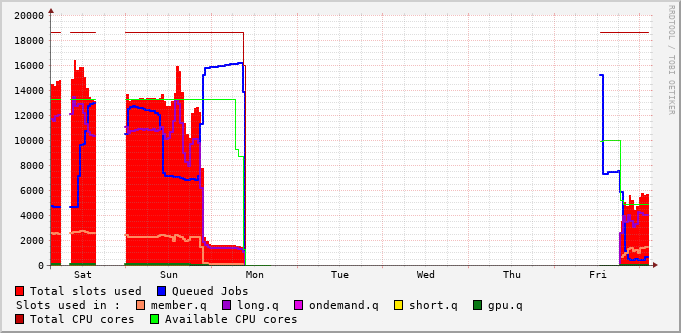 20000
18000
16000
14000
12000
10000
8000
6000
4000
2000
0
Sat Sun Mon Tue Wed Thu Fri
Total slots used Queued Jobs
Slots used in : member.q long.q ondemand.q short.q gpu.q
Total CPU cores Available CPU cores
RRDTOOL / TOBI OETIKER